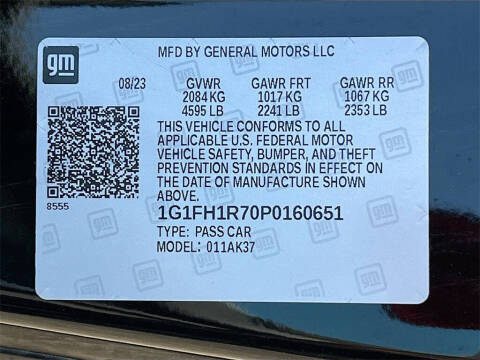 gm
MFD BY GENERAL MOTORS LLC
08/23 GVWR GAWR FRT GAWR RR
2084 KG 1017 KG 1067 KG
4595 LB 2241 LB 2353 LB
THIS VEHICLE CONFORMS TO ALL
APPLICABLE U.S. FEDERAL MOTOR
VEHICLE SAFETY, BUMPER, AND THEFT
PREVENTION STANDARDS IN EFFECT ON
THE DATE OF MANUFACTURE SHOWN
ABOVE.
8555
1G1FH1R70P0160651
TYPE: PASS CAR
MODEL: 011AK37